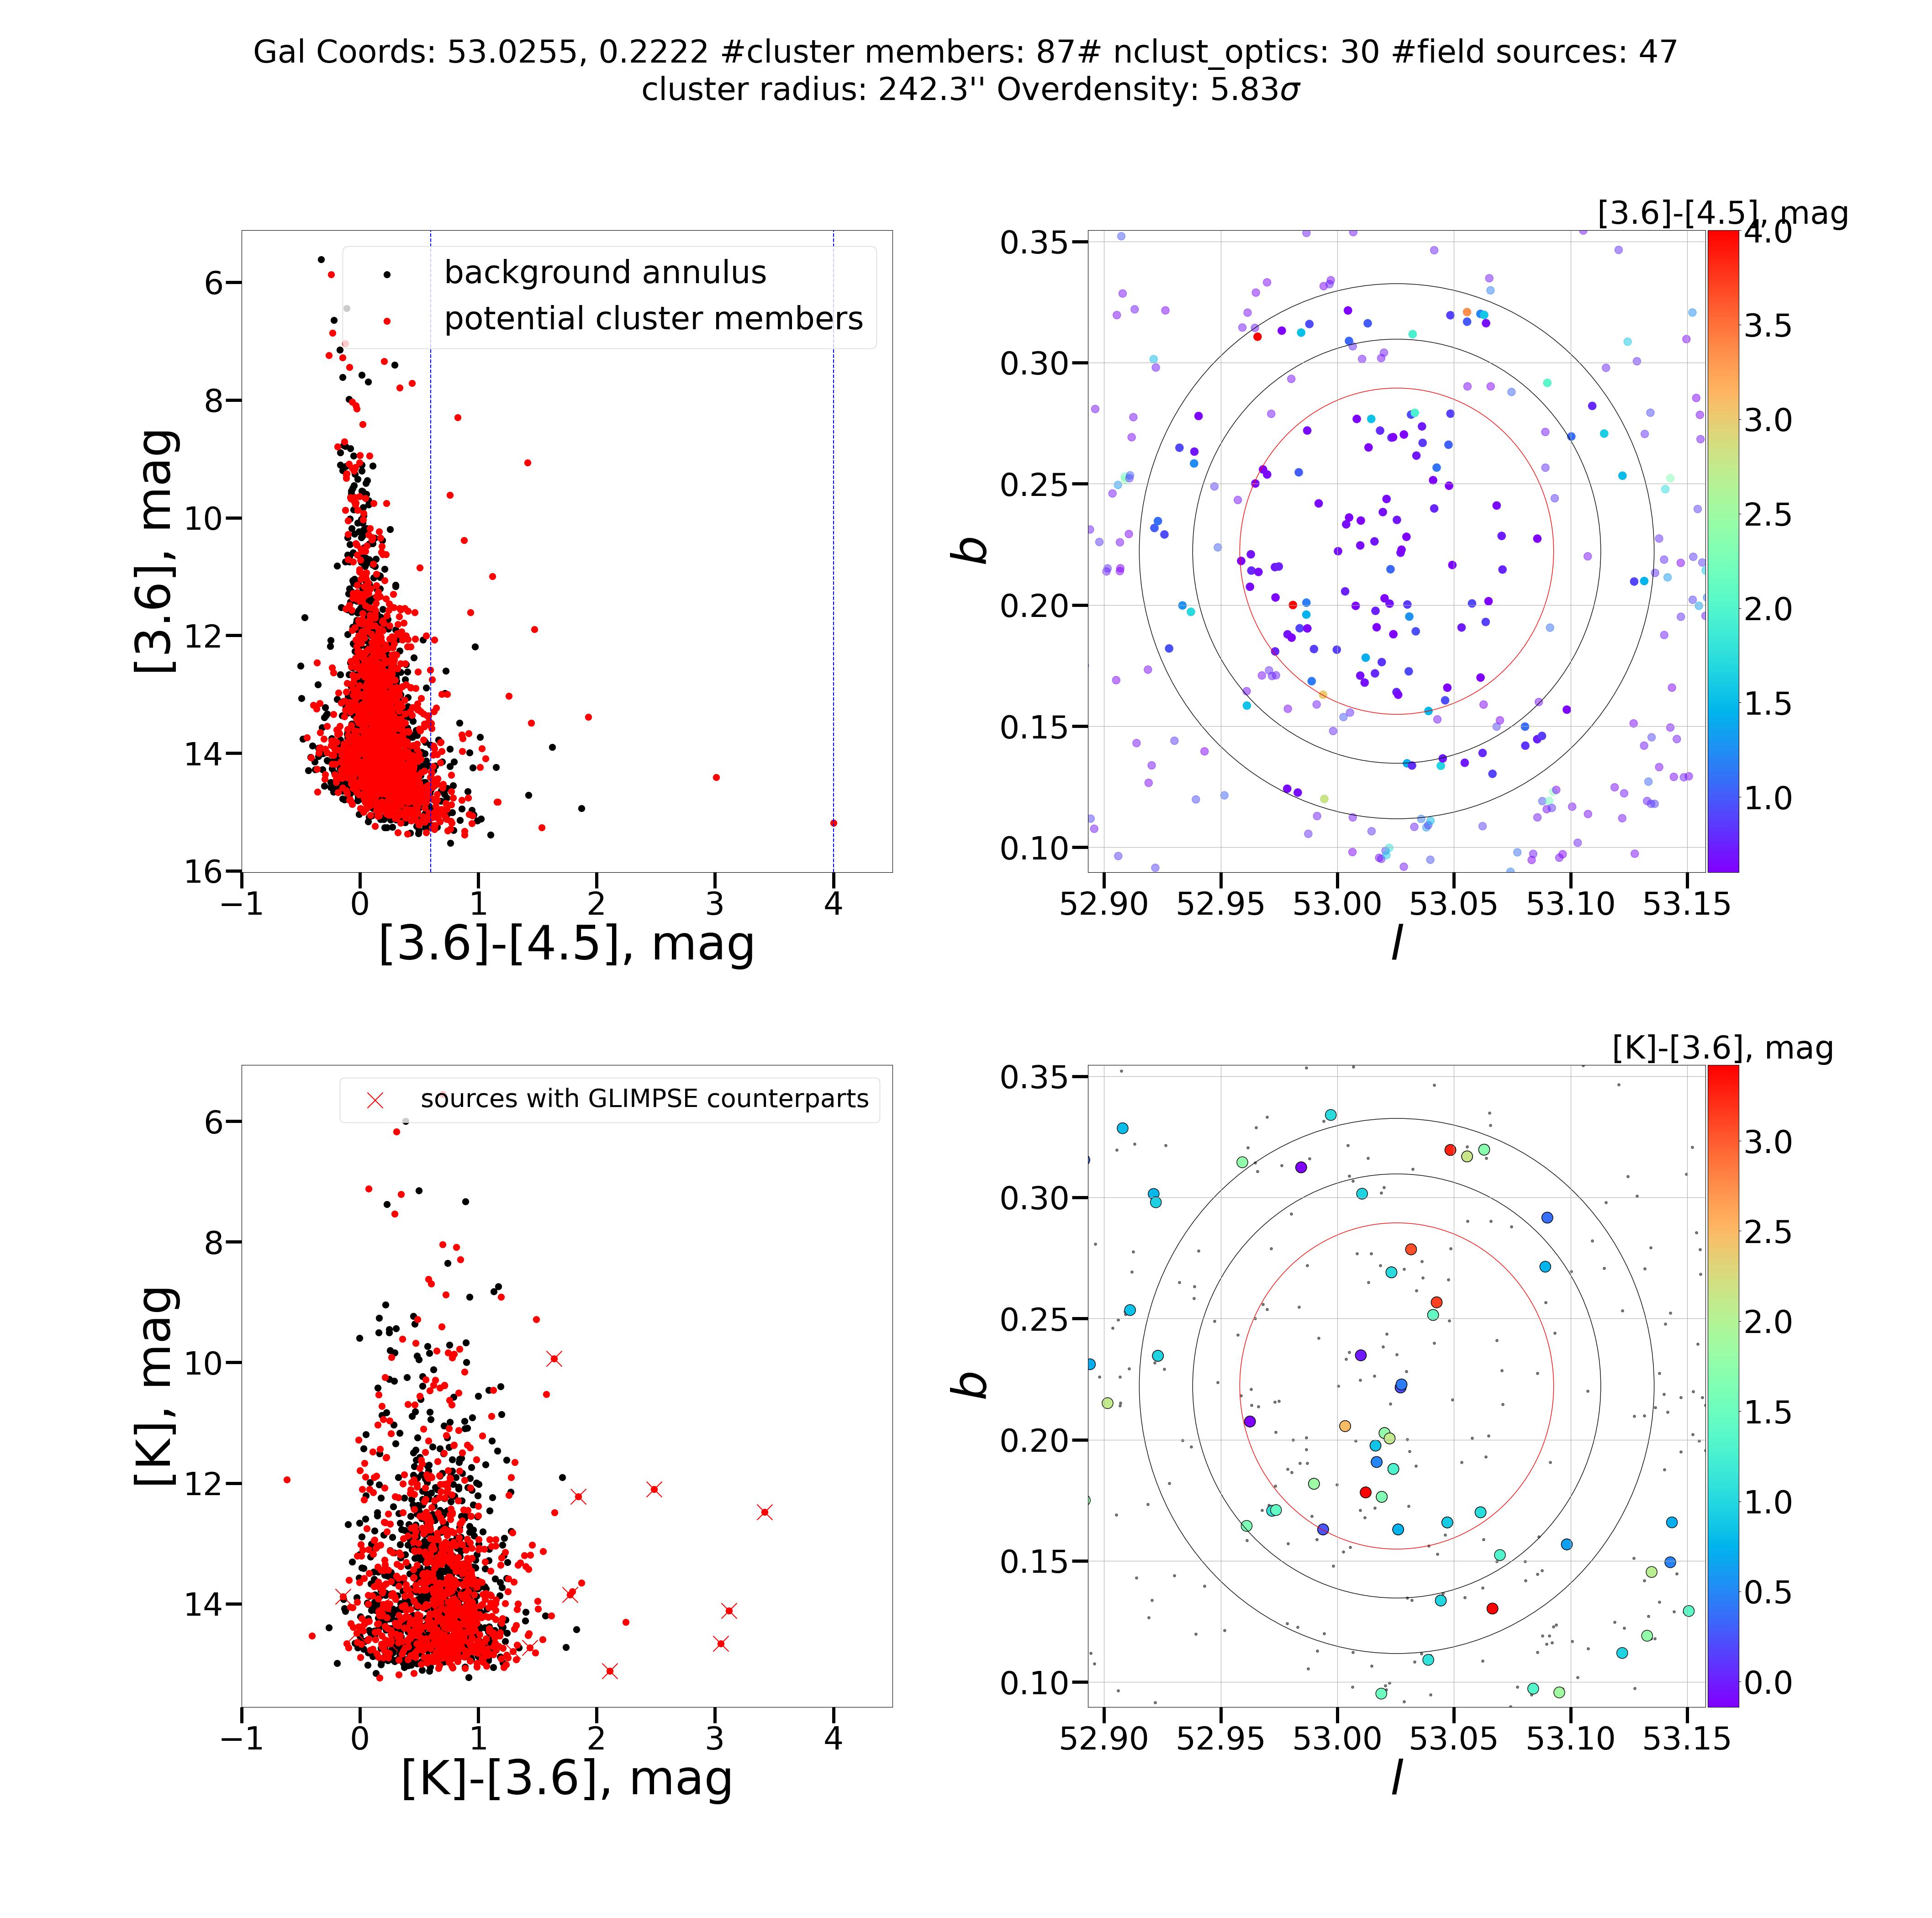 Gal Coords: 53.0255, 0.2222 #cluster members: 87# nclust_optics: 30 #field sources: 47
cluster radius: 242.3'' Overdensity: 5.83σ
background annulus
potential cluster members
6
8
10
12
14
16
[3.6], mag
−1 0 1 2 3 4
[3.6]-[4.5], mag
[3.6]-[4.5], mag
0.35
0.30
0.25
0.20
0.15
0.10
b
52.90 52.95 53.00 53.05 53.10 53.15
l
4.0
3.5
3.0
2.5
2.0
1.5
1.0
sources with GLIMPSE counterparts
6
8
10
12
14
[K], mag
−1 0 1 2 3 4
[K]-[3.6], mag
[K]-[3.6], mag
0.35
0.30
0.25
0.20
0.15
0.10
b
52.90 52.95 53.00 53.05 53.10 53.15
l
3.0
2.5
2.0
1.5
1.0
0.5
0.0